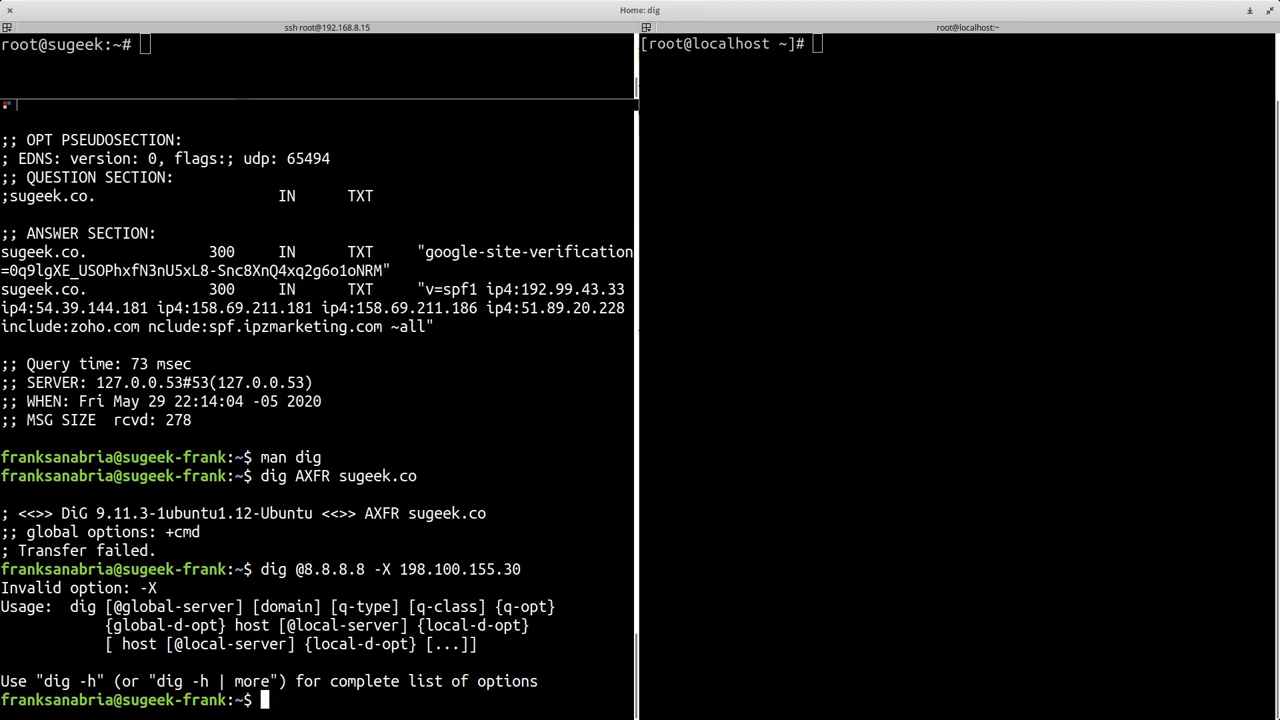 Home: dig
ssh root@192.168.8.15
root@sugeek:~#
;; OPT PSEUDOSECTION:
; EDNS: version: 0, flags:; udp: 65494
;; QUESTION SECTION:
;sugeek.co. IN TXT
;; ANSWER SECTION:
sugeek.co. 300 IN TXT "google-site-verification
=0q9lgXE_USOPhxfN3nU5xL8-Snc8XnQ4xq2g6o1oNRM"
sugeek.co. 300 IN TXT "v=spf1 ip4:192.99.43.33
ip4:54.39.144.181 ip4:158.69.211.181 ip4:158.69.211.186 ip4:51.89.20.228
include:zoho.com nclude:spf.ipzmarketing.com ~all"
;; Query time: 73 msec
;; SERVER: 127.0.0.53#53(127.0.0.53)
;; WHEN: Fri May 29 22:14:04 -05 2020
;; MSG SIZE rcvd: 278
franksanabria@sugeek-frank:~$ man dig
franksanabria@sugeek-frank:~$ dig AXFR sugeek.co
; <<>> DiG 9.11.3-1ubuntu1.12-Ubuntu <<>> AXFR sugeek.co
;; global options: +cmd
; Transfer failed.
franksanabria@sugeek-frank:~$ dig @8.8.8.8 -X 198.100.155.30
Invalid option: -X
Usage: dig [@global-server] [domain] [q-type] [q-class] {q-opt}
{global-d-opt} host [@local-server] {local-d-opt}
[ host [@local-server] {local-d-opt} [...]]
Use "dig -h" (or "dig -h | more") for complete list of options
franksanabria@sugeek-frank:~$
root@localhost:~
[root@localhost ~]#